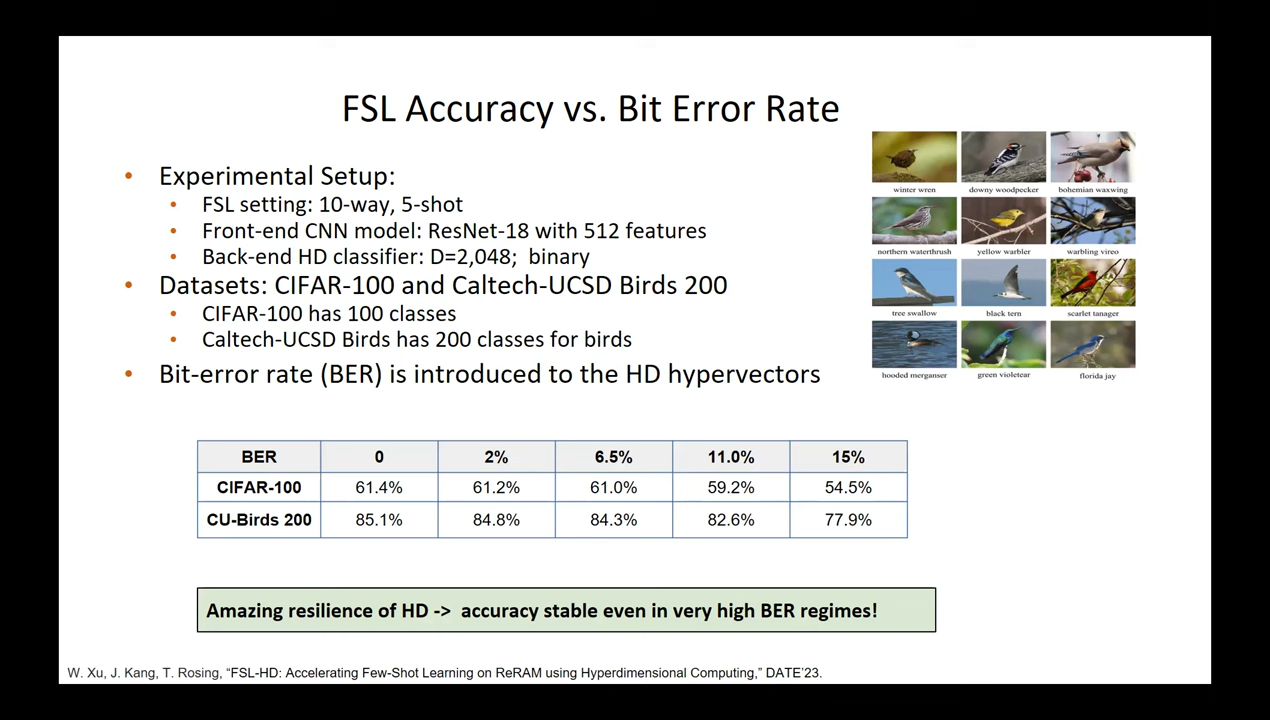 FSL Accuracy vs. Bit Error Rate
• Experimental Setup:
• FSL setting: 10-way, 5-shot
• Front-end CNN model: ResNet-18 with 512 features
• Back-end HD classifier: D=2,048; binary
• Datasets: CIFAR-100 and Caltech-UCSD Birds 200
• CIFAR-100 has 100 classes
• Caltech-UCSD Birds has 200 classes for birds
• Bit-error rate (BER) is introduced to the HD hypervectors
winter wren downy woodpecker bohemian waxwing
northern waterthrush yellow warbler warbling vireo
tree swallow black tern scarlet tanager
hooded merganser green violetear florida jay
BER 0 2% 6.5% 11.0% 15%
CIFAR-100 61.4% 61.2% 61.0% 59.2% 54.5%
CU-Birds 200 85.1% 84.8% 84.3% 82.6% 77.9%
Amazing resilience of HD -> accuracy stable even in very high BER regimes!
W. Xu, J. Kang, T. Rosing, “FSL-HD: Accelerating Few-Shot Learning on ReRAM using Hyperdimensional Computing,” DATE’23.